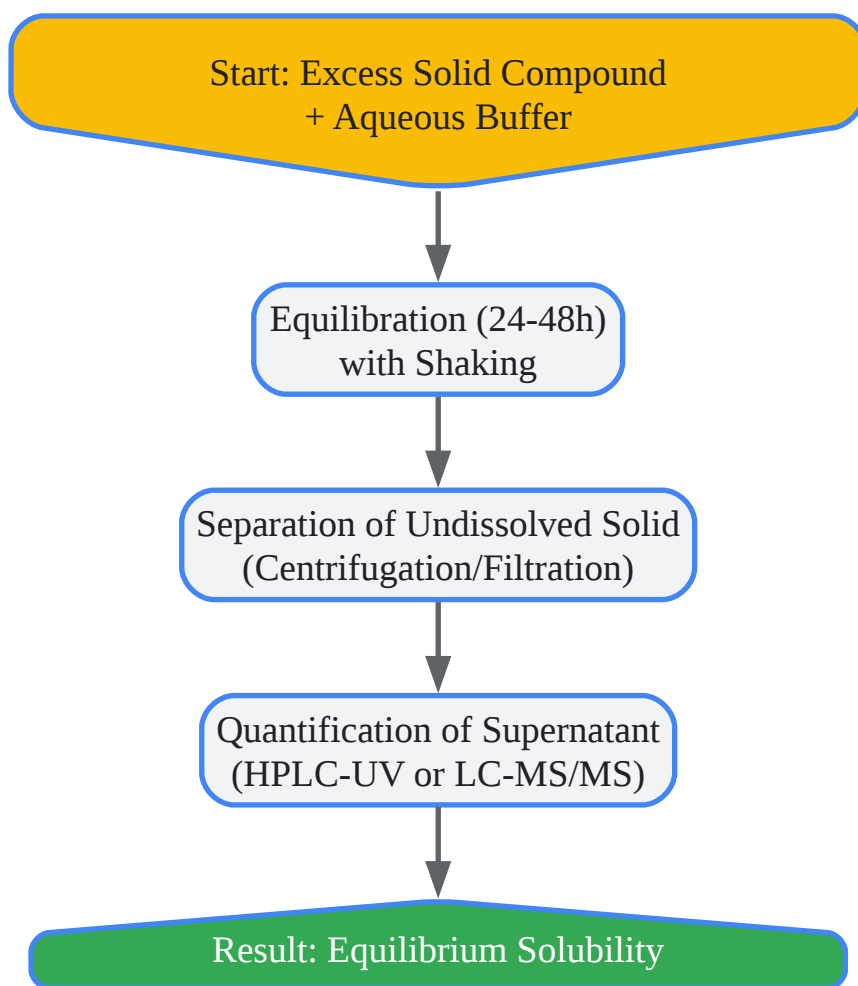 Start: Excess Solid Compound
+ Aqueous Buffer
Equilibration (24-48h)
with Shaking
Separation of Undissolved Solid
(Centrifugation/Filtration)
Quantification of Supernatant
(HPLC-UV or LC-MS/MS)
Result: Equilibrium Solubility